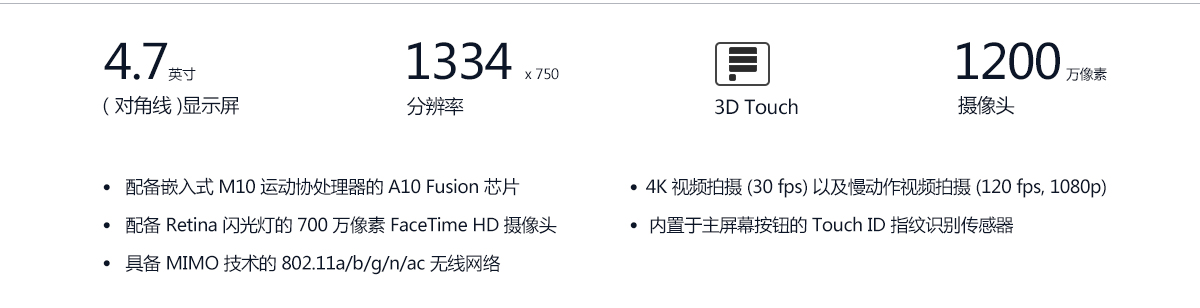 4.7 英寸
( 对角线 )显示屏
1334 x 750
分辨率
3D Touch
1200 万像素
摄像头
• 配备嵌入式 M10 运动协处理器的 A10 Fusion 芯片
• 配备 Retina 闪光灯的 700 万像素 FaceTime HD 摄像头
• 具备 MIMO 技术的 802.11a/b/g/n/ac 无线网络
• 4K 视频拍摄 (30 fps) 以及慢动作视频拍摄 (120 fps, 1080p)
• 内置于主屏幕按钮的 Touch ID 指纹识别传感器